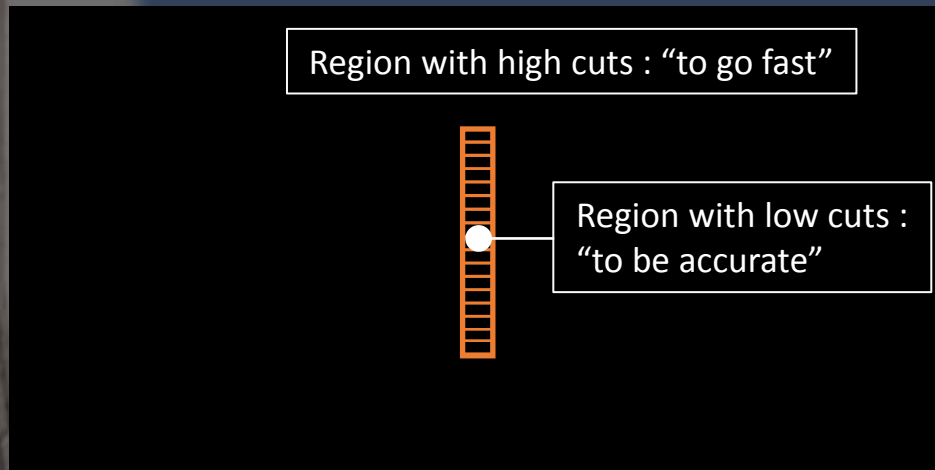 Region with high cuts : “to go fast”
Region with low cuts :
“to be accurate”